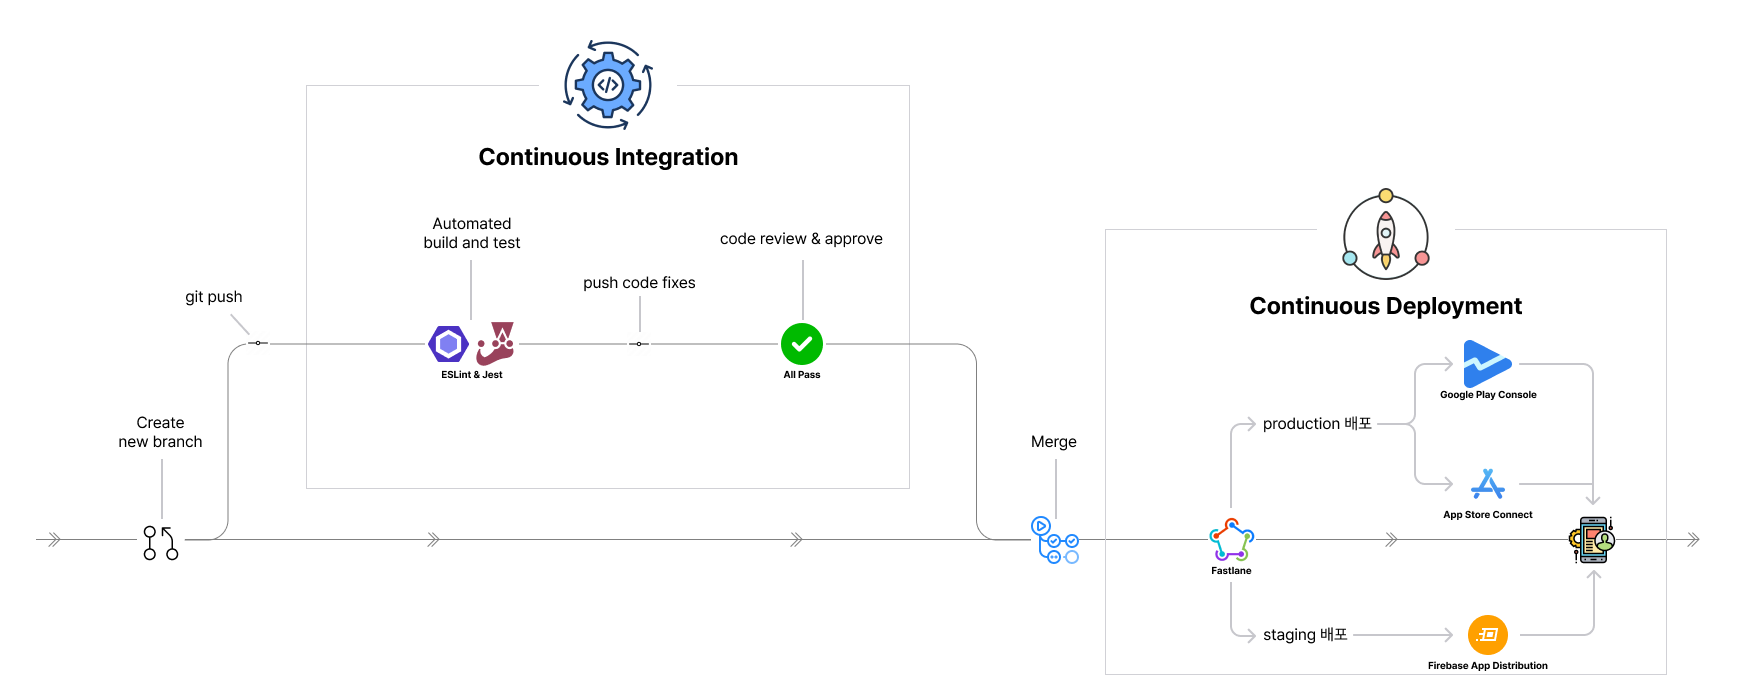 Continuous Integration
Automated
build and test
code review & approve
push code fixes
git push
ESLint & Jest
All Pass
Create
new branch
Merge
Continuous Deployment
Google Play Console
production 배포
App Store Connect
Fastlane
staging 배포
Firebase App Distribution